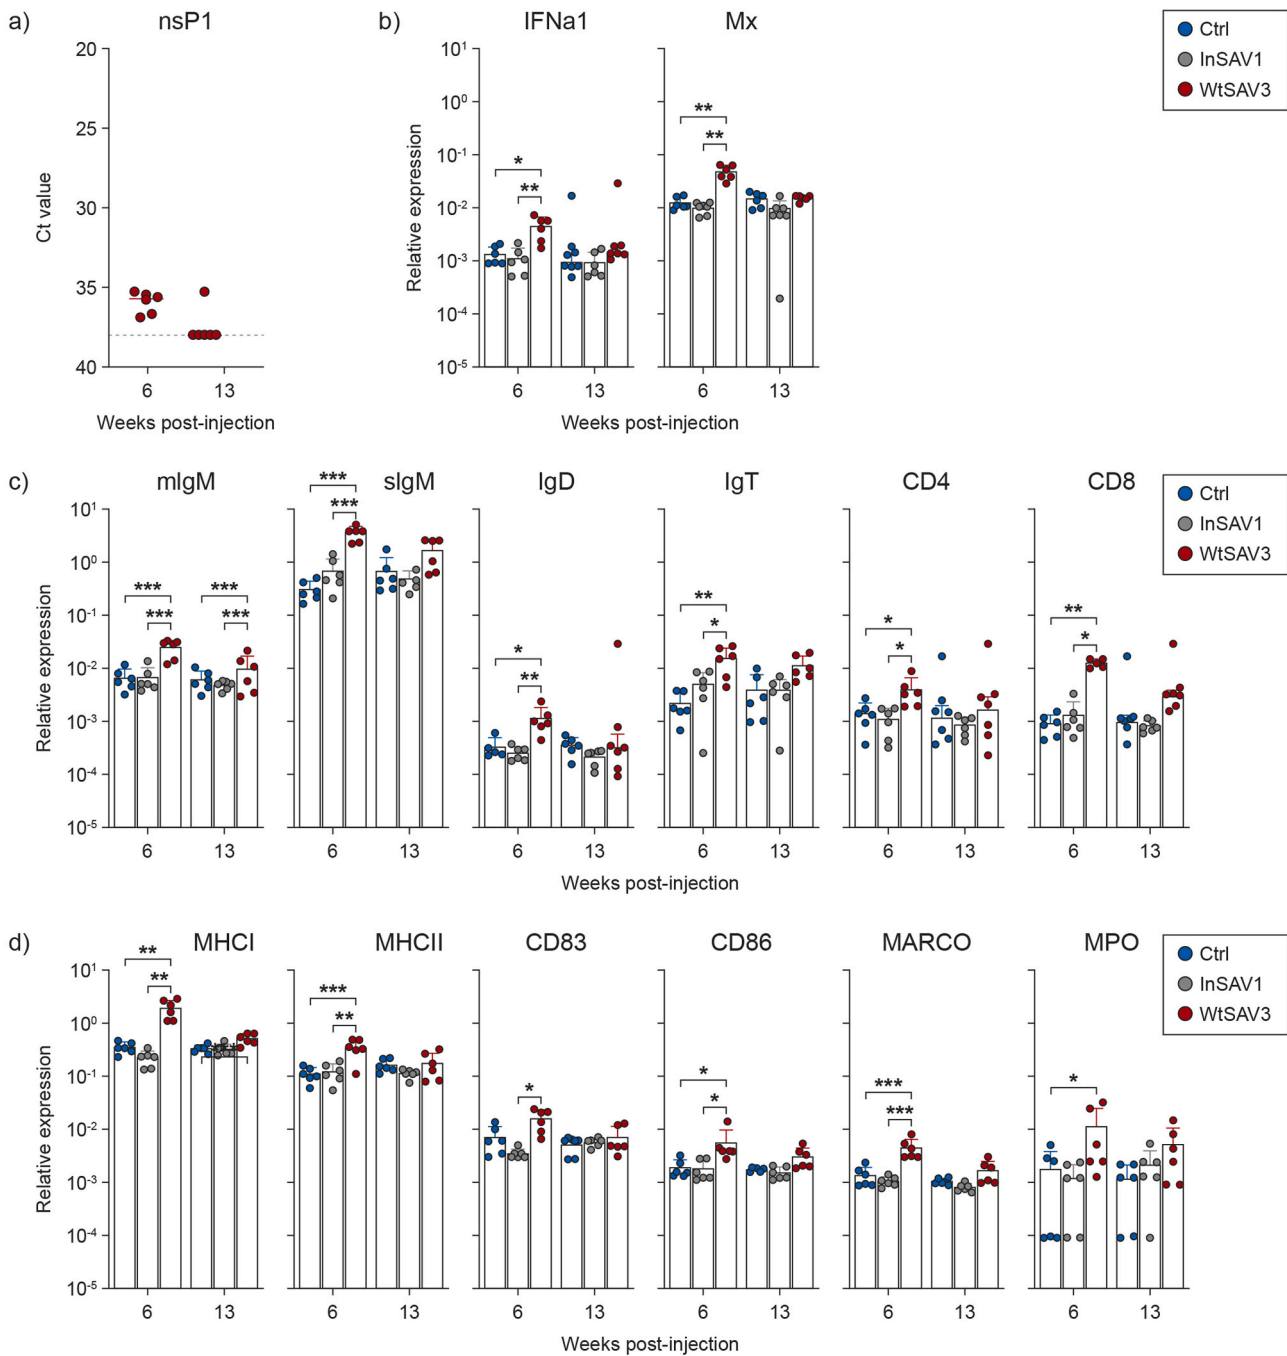 a) nsP1
20
25
30
35
40
Ct value
6 13
Weeks post-injection
b) IFNa1 Mx
10^1
10^0
10^-1
10^-2
10^-3
10^-4
10^-5
Relative expression
* ** ** **
6 13 6 13
Weeks post-injection
Ctrl
InSAV1
WtSAV3
c) mIgM sIgM IgD IgT CD4 CD8
10^1
10^0
10^-1
10^-2
10^-3
10^-4
10^-5
Relative expression
*** *** *** *** *** *** * ** ** * * * ** *
6 13 6 13 6 13 6 13 6 13 6 13
Weeks post-injection
Ctrl
InSAV1
WtSAV3
d) MHCI MHCII CD83 CD86 MARCO MPO
10^1
10^0
10^-1
10^-2
10^-3
10^-4
10^-5
Relative expression
** ** *** ** * * * *** *** *
6 13 6 13 6 13 6 13 6 13 6 13
Weeks post-injection
Ctrl
InSAV1
WtSAV3